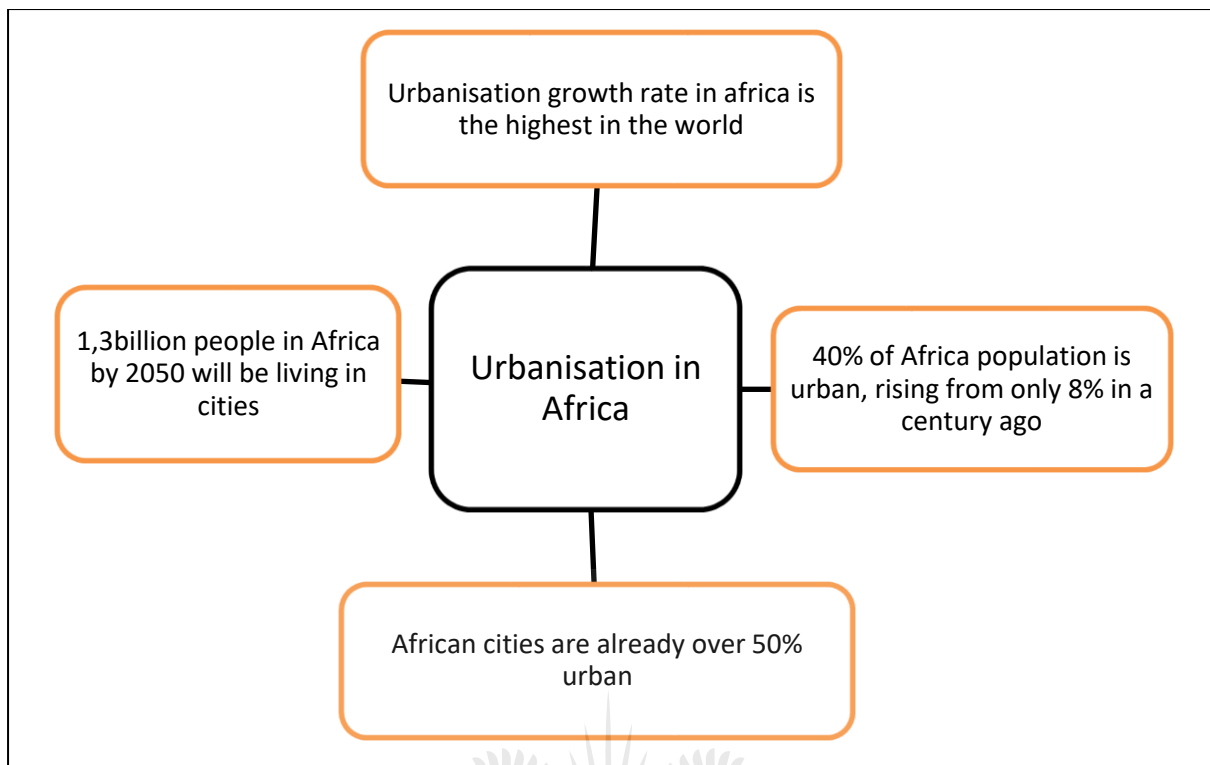 Urbanisation growth rate in africa is
the highest in the world
1,3billion people in Africa
by 2050 will be living in
cities
Urbanisation in
Africa
40% of Africa population is
urban, rising from only 8% in a
century ago
African cities are already over 50%
urban